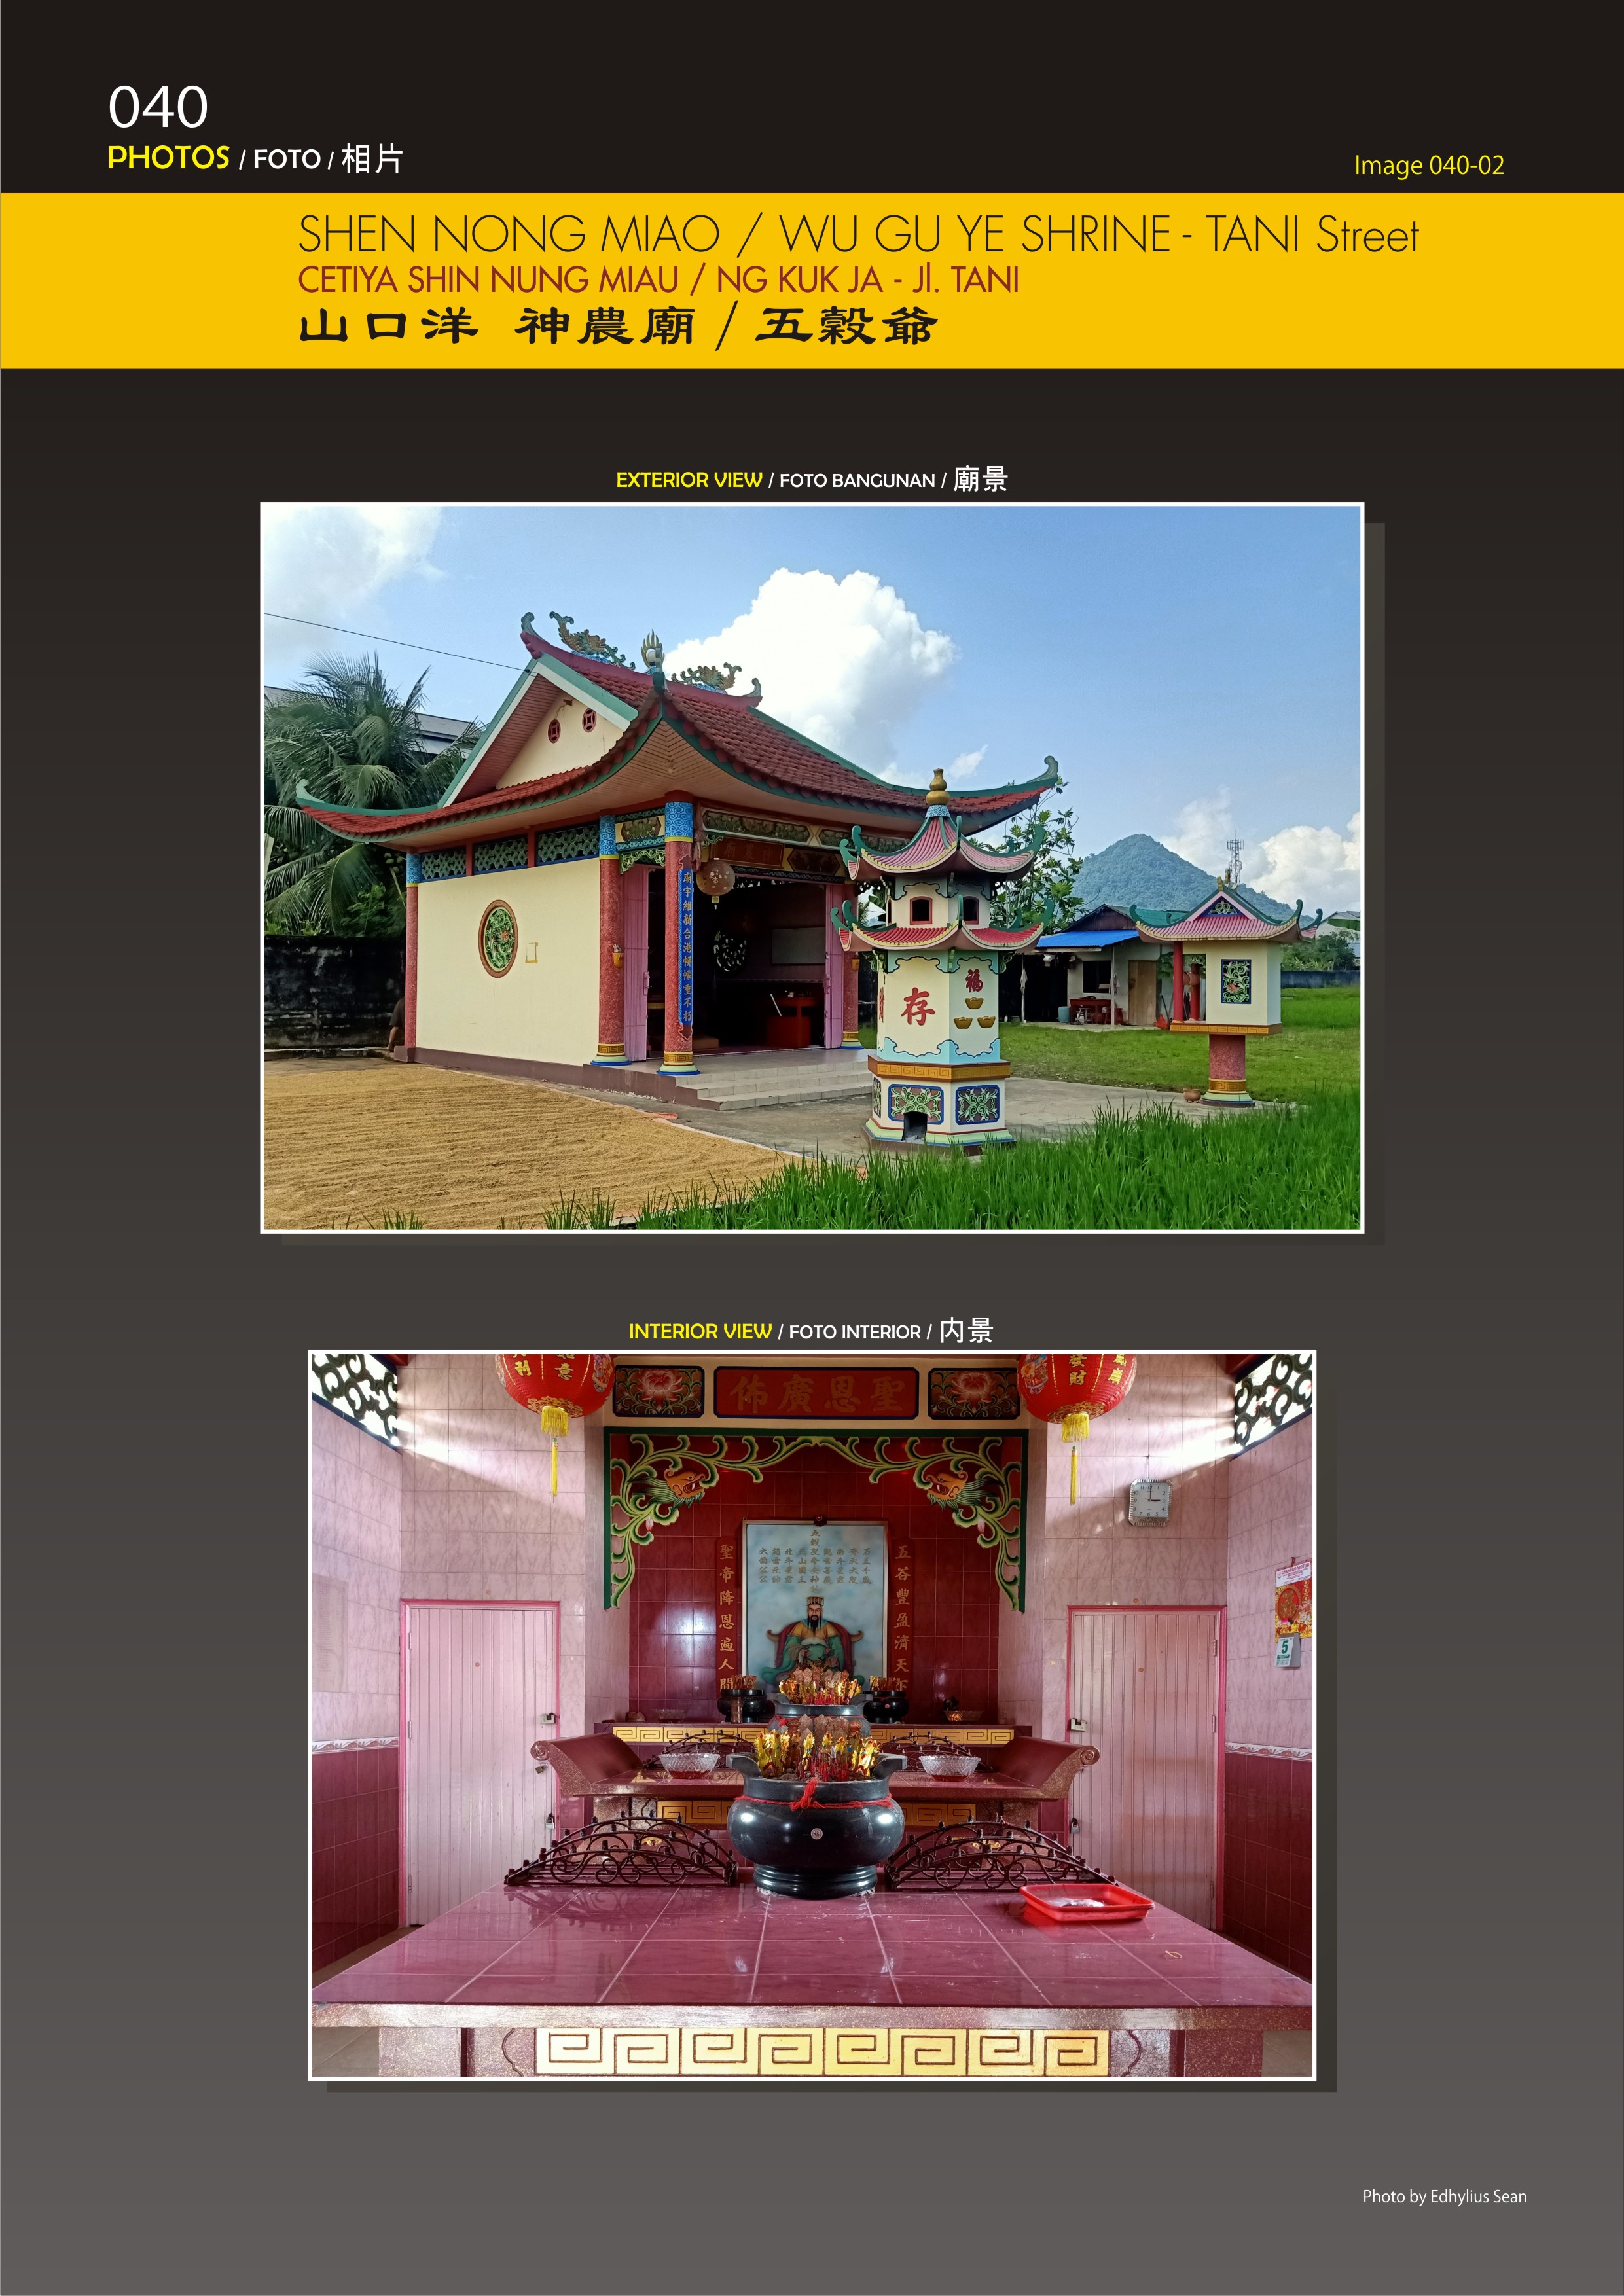 040
PHOTOS / FOTO / 相片
Image 040-02
SHEN NONG MIAO / WU GU YE SHRINE - TANI Street
CETIYA SHIN NUNG MIAU / NG KUK JA - Jl. TANI
山口洋 神農廟 / 五穀爺
EXTERIOR VIEW / FOTO BANGUNAN / 廟景
存
福
INTERIOR VIEW / FOTO INTERIOR / 内景
佈廣恩聖
聖帝降恩遍人間
五谷豐盈濟天下
5
Photo by Edhylius Sean